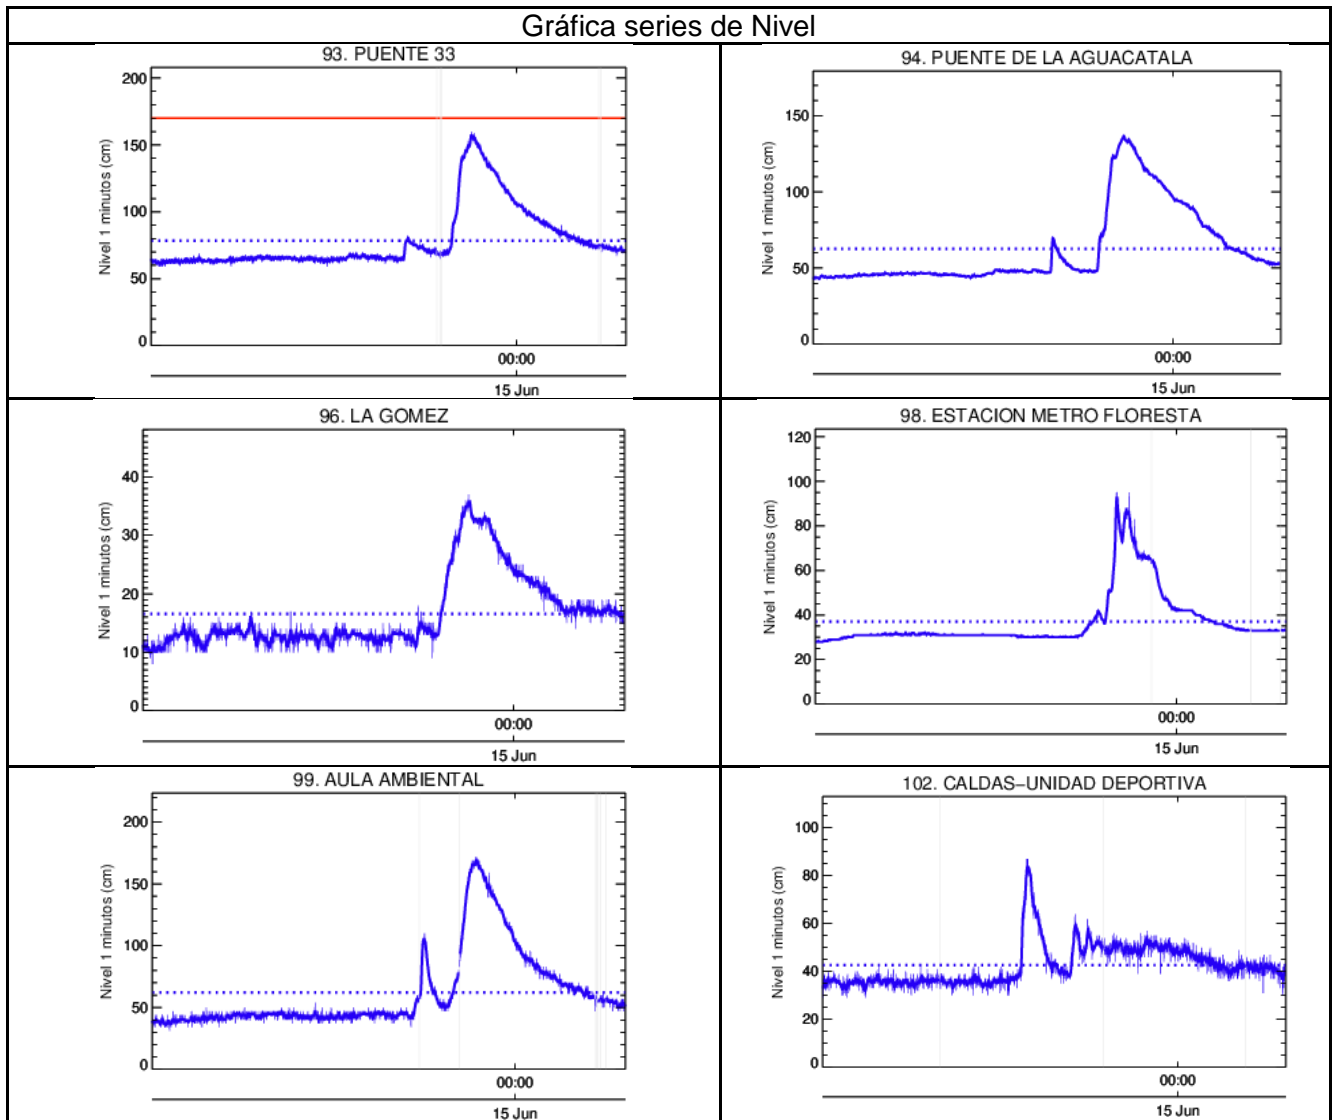 Gráfica series de Nivel
93. PUENTE 33
Nivel 1 minutos (cm)
200
150
100
50
0
00:00
15 Jun
94. PUENTE DE LA AGUACATALA
Nivel 1 minutos (cm)
150
100
50
0
00:00
15 Jun
96. LA GOMEZ
Nivel 1 minutos (cm)
40
30
20
10
0
00:00
15 Jun
98. ESTACION METRO FLORESTA
Nivel 1 minutos (cm)
120
100
80
60
40
20
0
00:00
15 Jun
99. AULA AMBIENTAL
Nivel 1 minutos (cm)
200
150
100
50
0
00:00
15 Jun
102. CALDAS–UNIDAD DEPORTIVA
Nivel 1 minutos (cm)
100
80
60
40
20
0
00:00
15 Jun